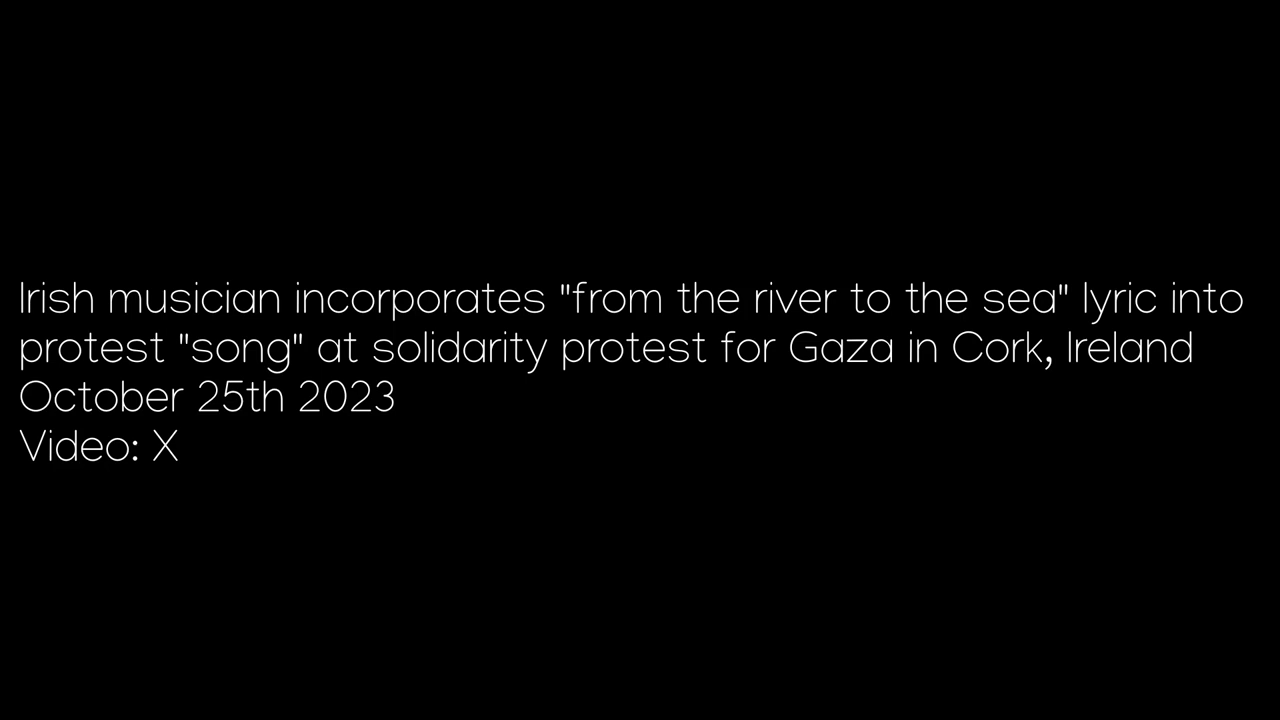 Irish musician incorporates "from the river to the sea" lyric into
protest "song" at solidarity protest for Gaza in Cork, Ireland
October 25th 2023
Video: X